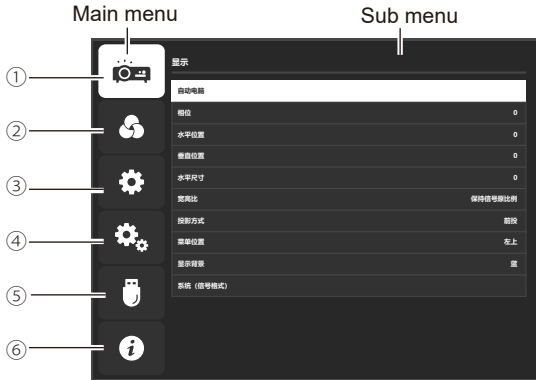 Main menu
Sub menu
①
②
③
④
⑤
⑥
显示
自动电脑
相位 0
水平位置 0
垂直位置 0
水平尺寸 0
宽高比 保持信号原比例
投影方式 前投
菜单位置 左上
显示背景 蓝
系统（信号格式）